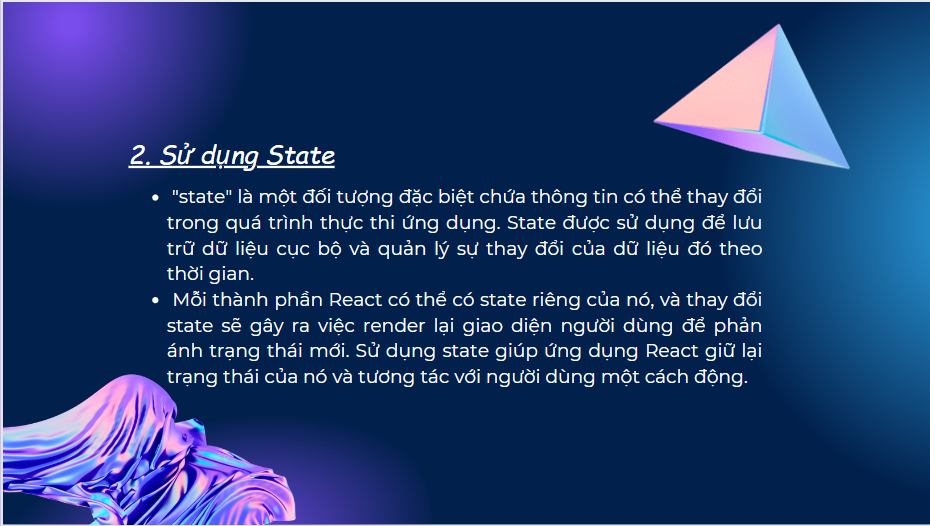 2. Sử dụng State
• "state" là một đối tượng đặc biệt chứa thông tin có thể thay đổi
trong quá trình thực thi ứng dụng. State được sử dụng để lưu
trữ dữ liệu cục bộ và quản lý sự thay đổi của dữ liệu đó theo
thời gian.
• Mỗi thành phần React có thể có state riêng của nó, và thay đổi
state sẽ gây ra việc render lại giao diện người dùng để phản
ánh trạng thái mới. Sử dụng state giúp ứng dụng React giữ lại
trạng thái của nó và tương tác với người dùng một cách động.